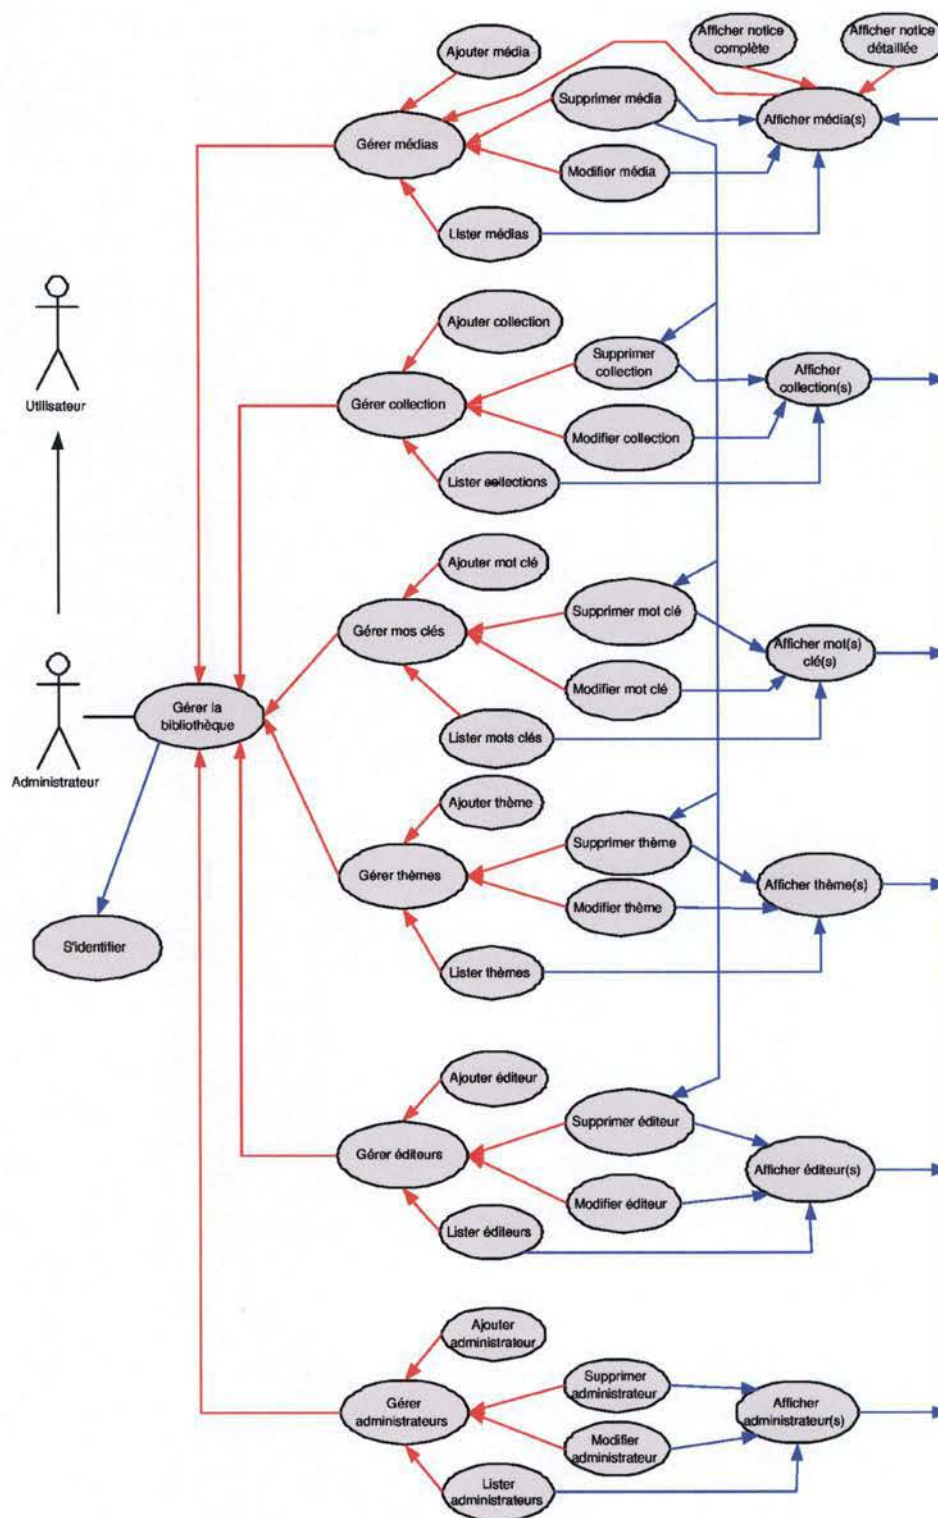 Ajouter média
Afficher notice
complète
Afficher notice
détaillée
Supprimer média
Afficher média(s)
Gérer médias
Modifier média
Lister médias
Utilisateur
Ajouter collection
Supprimer
collection
Afficher
collection(s)
Gérer collection
Modifier collection
Lister collections
Ajouter mot clé
Supprimer mot clé
Gérer mos clés
Afficher mot(s)
clé(s)
Modifier mot clé
Lister mots clés
Gérer la
bibliothèque
Administrateur
Ajouter thème
Supprimer thème
Gérer thèmes
Afficher thème(s)
Modifier thème
Lister thèmes
S'identifier
Ajouter éditeur
Supprimer éditeur
Gérer éditeurs
Afficher éditeur(s)
Modifier éditeur
Lister éditeurs
Ajouter
administrateur
Supprimer
administrateur
Gérer
administrateurs
Afficher
administrateur(s)
Modifier
administrateur
Lister
administrateurs